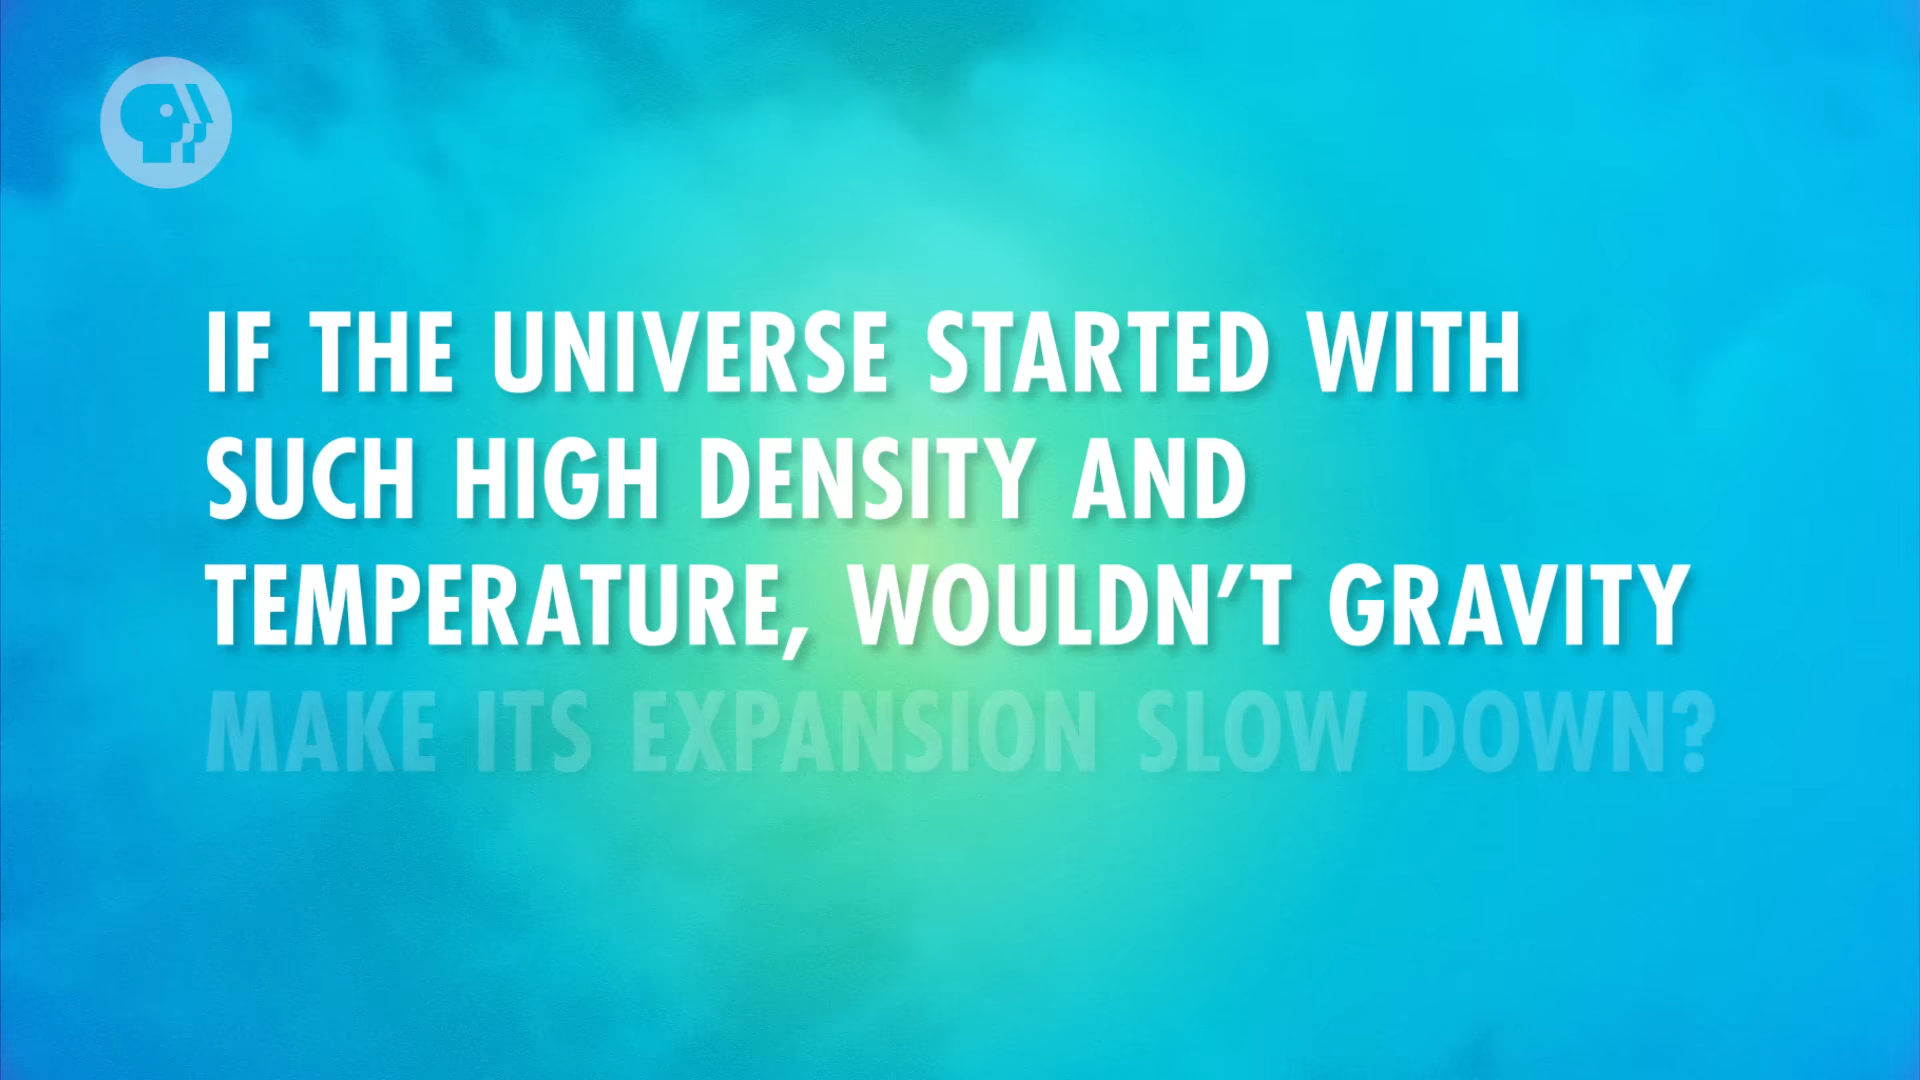 IF THE UNIVERSE STARTED WITH
SUCH HIGH DENSITY AND
TEMPERATURE, WOULDN’T GRAVITY
MAKE ITS EXPANSION SLOW DOWN?